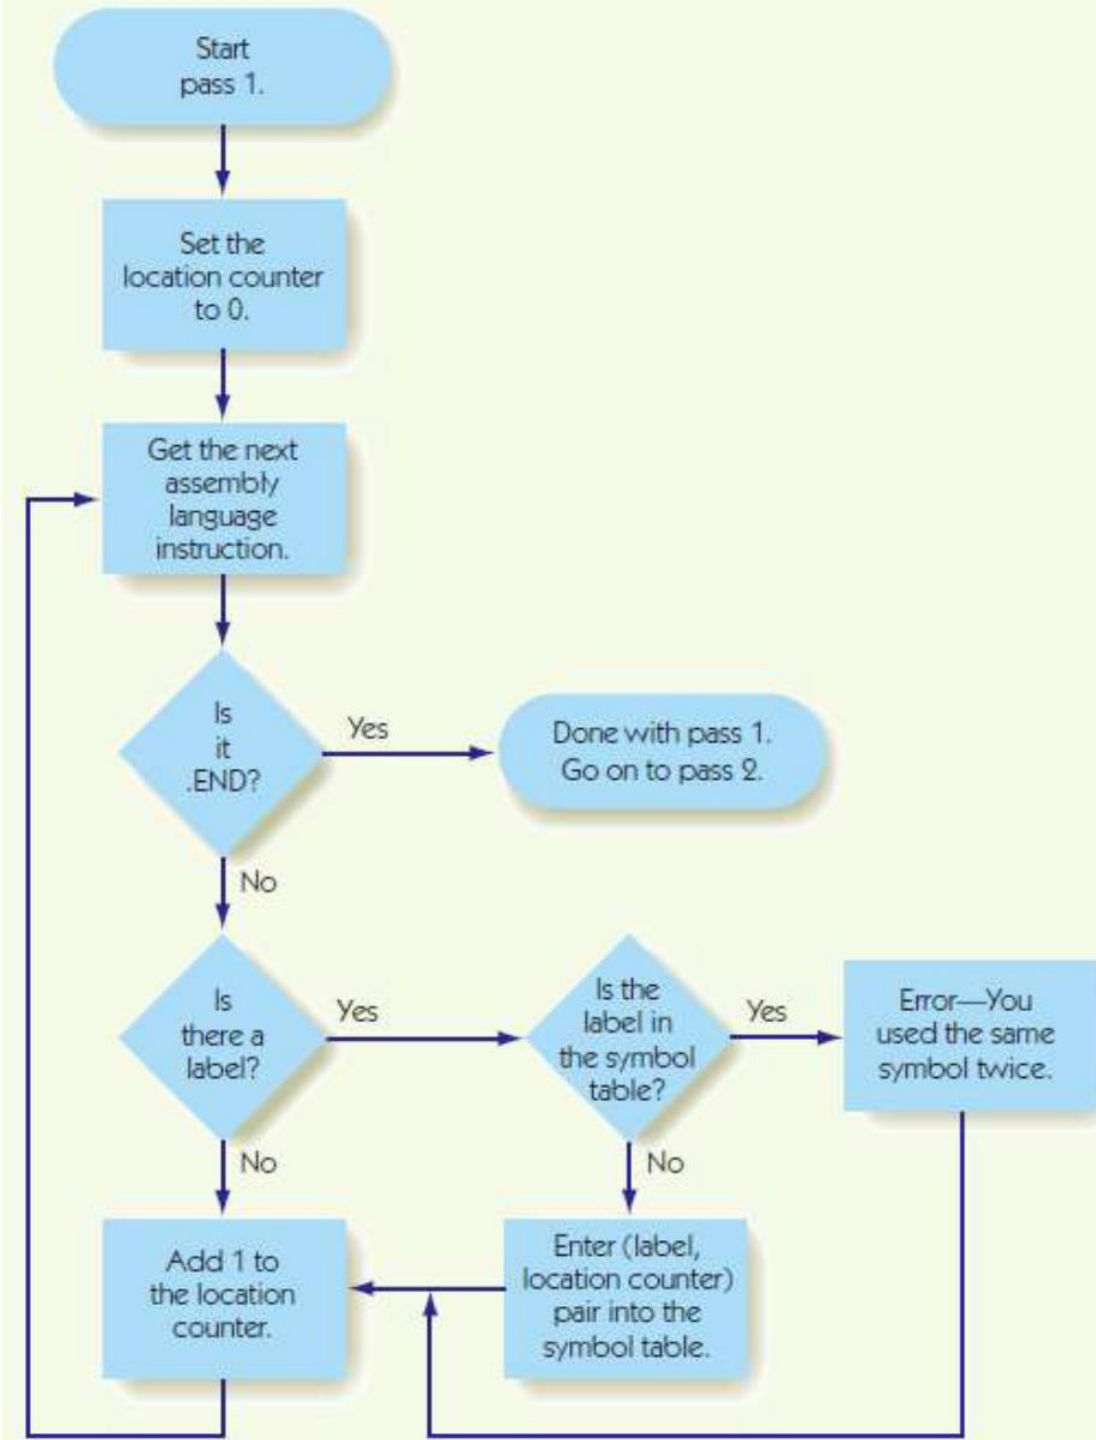 Start
pass 1.
Set the
location counter
to 0.
Get the next
assembly
language
instruction.
Is
it
.END?
Yes
Done with pass 1.
Go on to pass 2.
No
Is
there a
label?
Yes
Is the
label in
the symbol
table?
Yes
Error—You
used the same
symbol twice.
No
No
Add 1 to
the location
counter.
Enter (label,
location counter)
pair into the
symbol table.